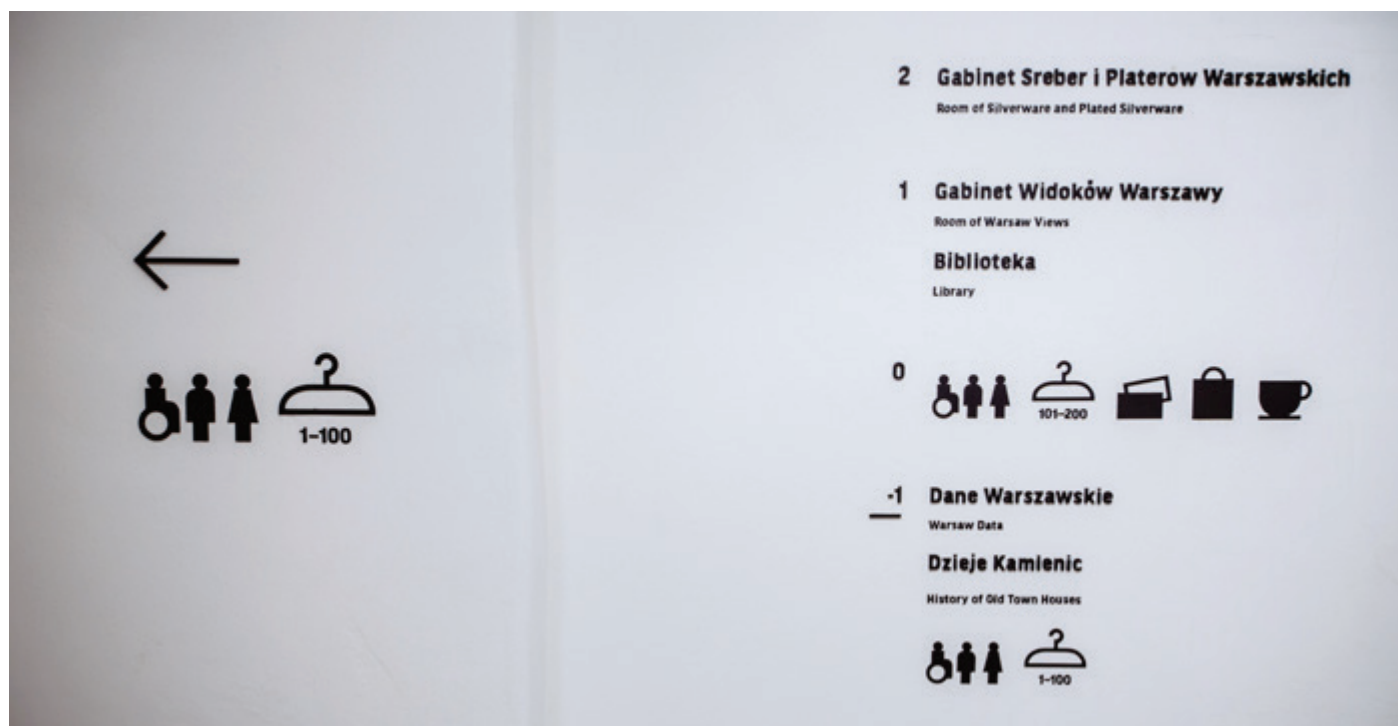 1-100
2 Gabinet Sreber i Platerow Warszawskich
Room of Silverware and Plated Silverware
1 Gabinet Widoków Warszawy
Room of Warsaw Views
Biblioteka
Library
0
101-200
-1 Dane Warszawskie
Warsaw Data
Dzieje Kamienic
History of Old Town Houses
1-100